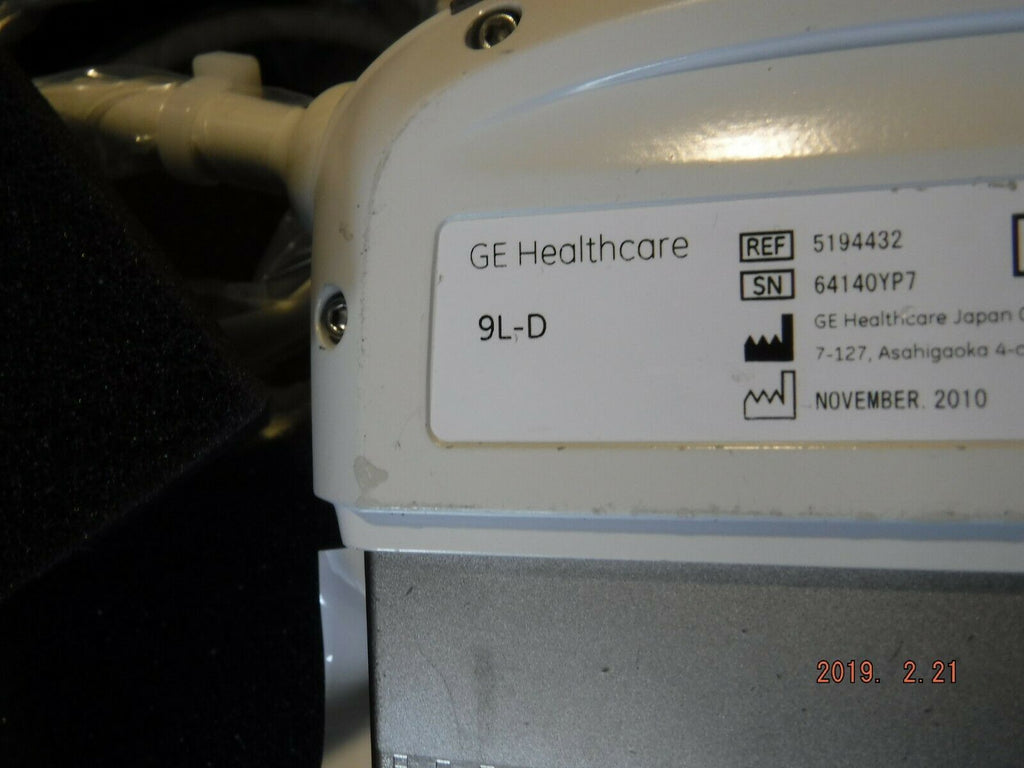 GE Healthcare
9L-D
REF 5194432
SN 64140YP7
GE Healthcare Japan
7-127, Asahigaoka
NOVEMBER. 2010
2019. 2.21